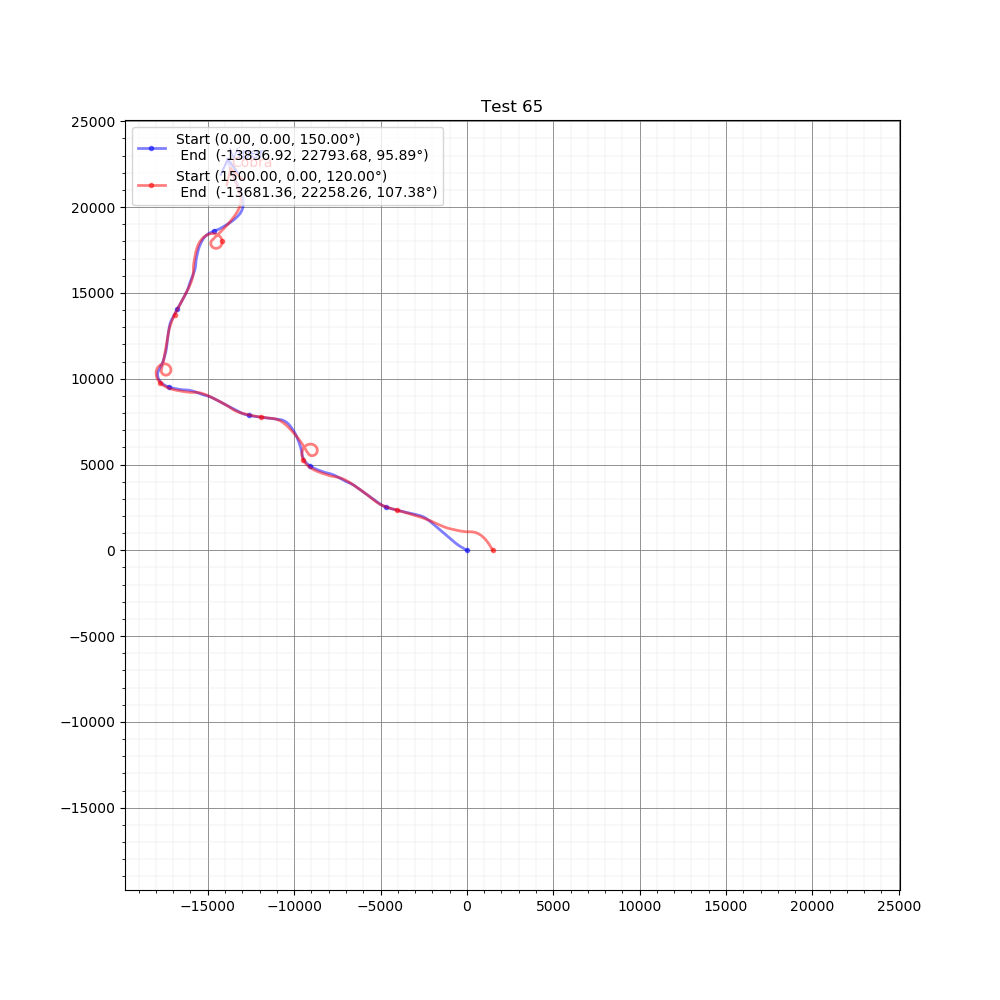 Test 65
Start (0.00, 0.00, 150.00°)
End (-13836.92, 22793.68, 95.89°)
Start (1500.00, 0.00, 120.00°)
End (-13681.36, 22258.26, 107.38°)
25000
20000
15000
10000
5000
0
−5000
−10000
−15000
−15000 −10000 −5000 0 5000 10000 15000 20000 25000